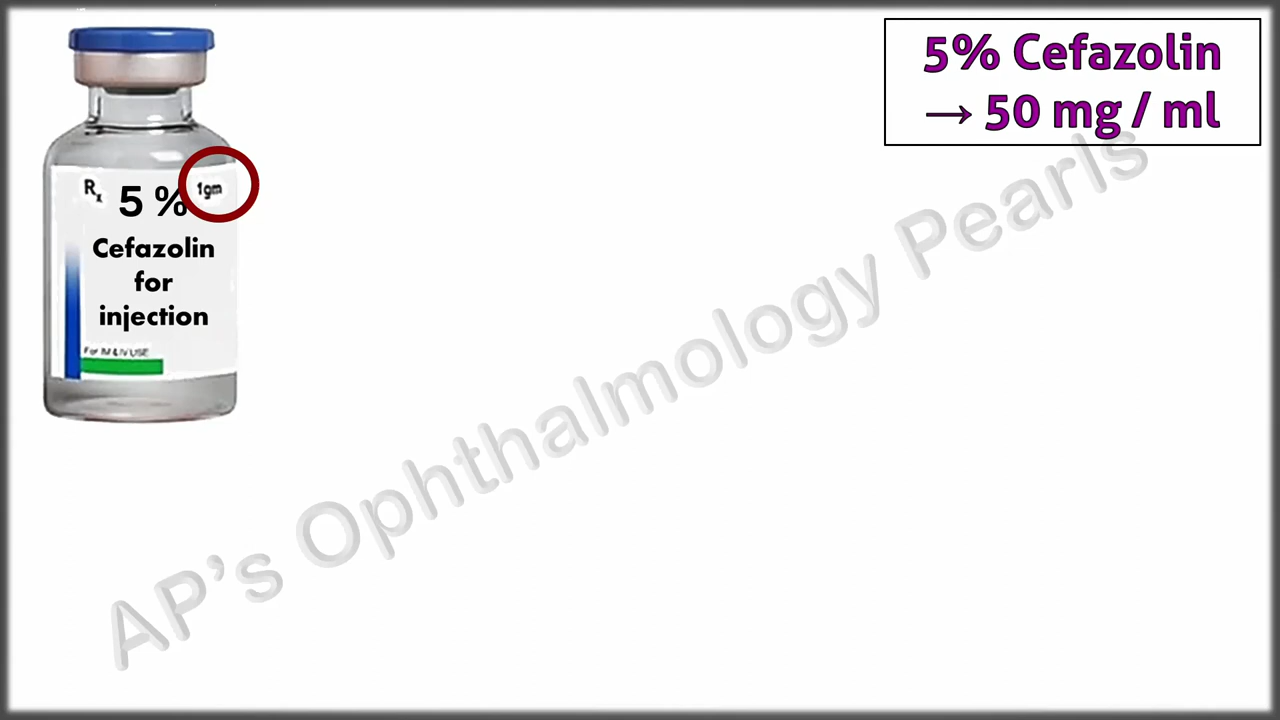 5% Cefazolin
→ 50 mg / ml
Rx 5 % 1gm
Cefazolin
for
injection
For IM & IV USE
AP's Ophthalmology Pearls